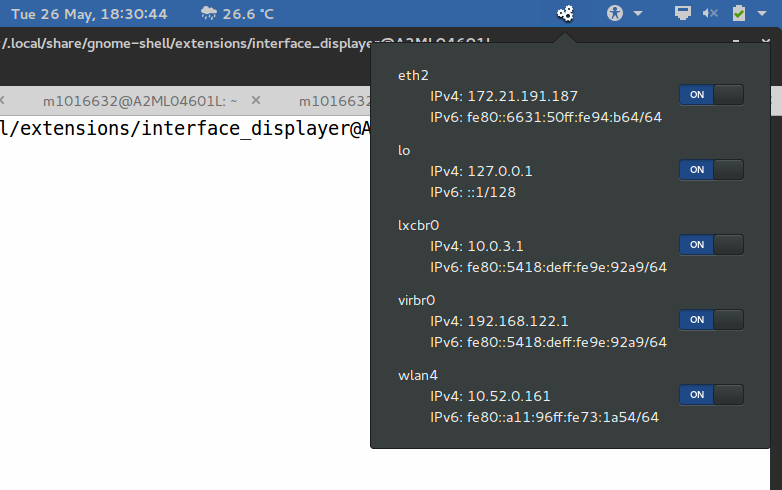 Tue 26 May, 18:30:44 26.6 °C
/.local/share/gnome-shell/extensions/interface_displayer@A2ML04601L
m1016632@A2ML04601L: ~ × m1016632
l/extensions/interface_displayer@A
eth2
IPv4: 172.21.191.187
ON
IPv6: fe80::6631:50ff:fe94:b64/64
lo
IPv4: 127.0.0.1
ON
IPv6: ::1/128
lxcbr0
IPv4: 10.0.3.1
ON
IPv6: fe80::5418:deff:fe9e:92a9/64
virbr0
IPv4: 192.168.122.1
ON
IPv6: fe80::5418:deff:fe9e:92a9/64
wlan4
IPv4: 10.52.0.161
ON
IPv6: fe80::a11:96ff:fe73:1a54/64